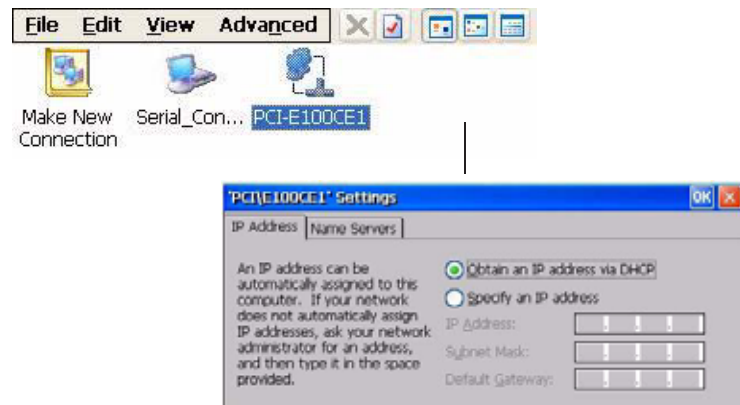 File Edit View Advanced
Make New Connection
Serial_Con...
PCI-E100CE1
'PCI\E100CE1' Settings
OK
IP Address
Name Servers
An IP address can be
automatically assigned to this
computer. If your network
does not automatically assign
IP addresses, ask your network
administrator for an address,
and then type it in the space
provided.
Obtain an IP address via DHCP
Specify an IP address
IP Address:
Subnet Mask:
Default Gateway: